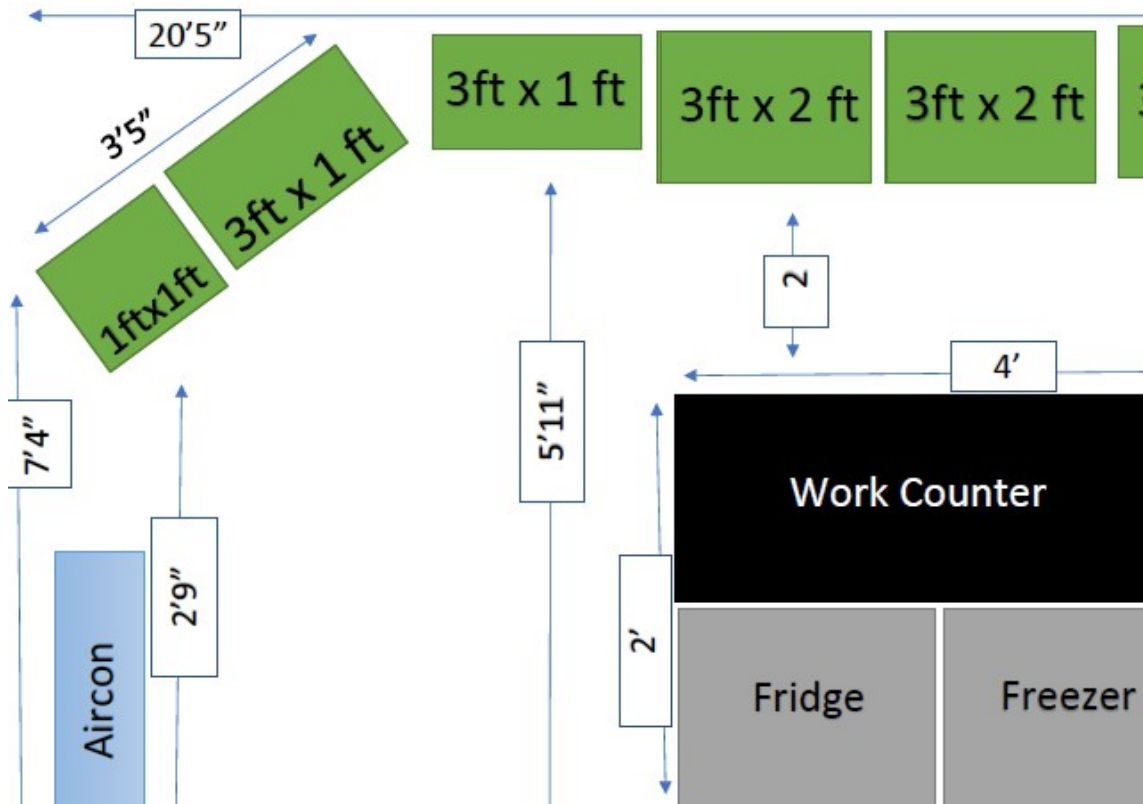 20’5”
3’5”
3ft x 1 ft
3ft x 2 ft
3ft x 2 ft
3ft x 1 ft
1ftx1ft
2
4’
7’4”
5’11”
Work Counter
2’9”
2’
Aircon
Fridge
Freezer